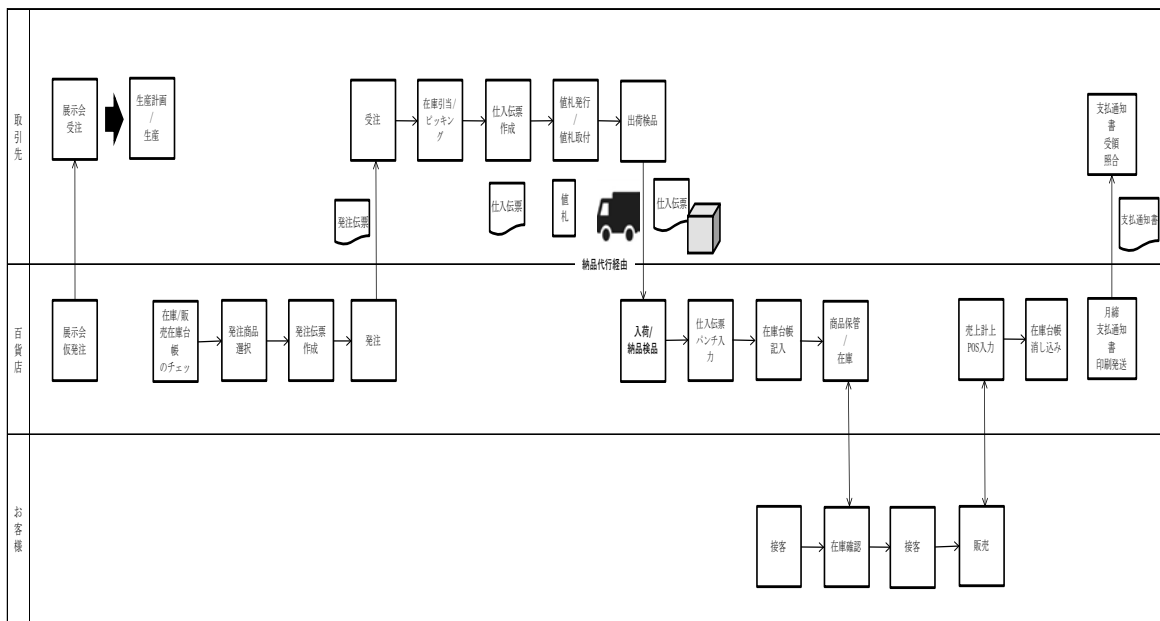 取引先
展示会
受注
生産計画
/
生産
受注
在庫引当/
ピッキン
グ
仕入伝票
作成
値札発行
/
値札取付
出荷検品
支払通知
書
受領
照合
発注伝票
仕入伝票
値
札
仕入伝票
支払通知書
納品代行経由
百貨店
展示会
仮発注
在庫/販
売在庫台
帳
のチェッ
発注商品
選択
発注伝票
作成
発注
入荷/
納品検品
仕入伝票
パンチ入
力
在庫台帳
記入
商品保管
/
在庫
売上計上
POS入力
在庫台帳
消し込み
月締
支払通知
書
印刷発送
お客様
接客
在庫確認
接客
販売